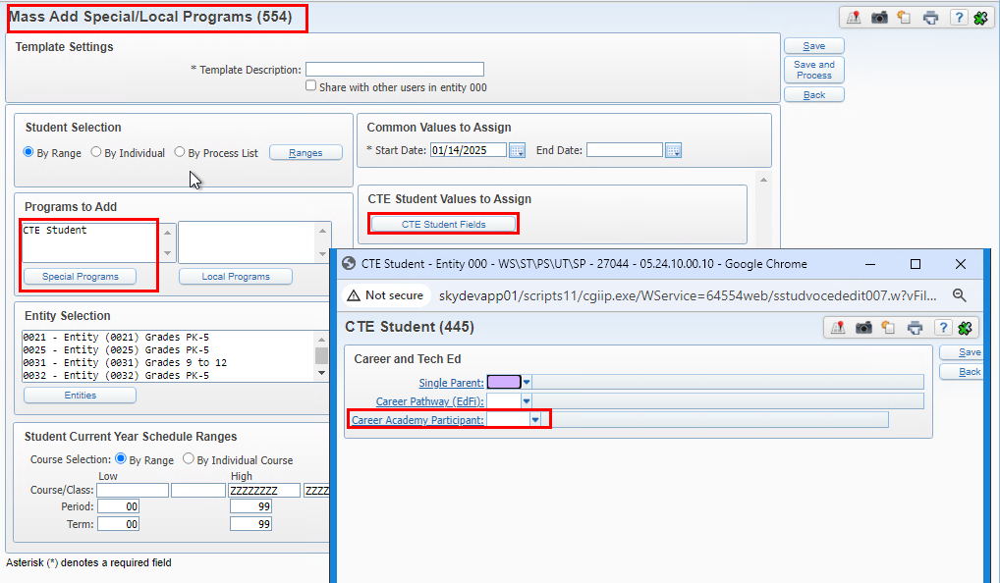 Mass Add Special/Local Programs (554)
?
Template Settings
* Template Description:
Share with other users in entity 000
Save
Save and
Process
Back
Student Selection
By Range By Individual By Process List Ranges
Common Values to Assign
* Start Date: 01/14/2025 End Date:
Programs to Add
CTE Student
Special Programs Local Programs
CTE Student Values to Assign
CTE Student Fields
Entity Selection
0021 - Entity (0021) Grades PK-5
0025 - Entity (0025) Grades PK-5
0031 - Entity (0031) Grades 9 to 12
0032 - Entity (0032) Grades PK-5
Entities
Student Current Year Schedule Ranges
Course Selection: By Range By Individual Course
Low High
Course/Class: ZZZZZZZZ ZZZZ
Period: 00 99
Term: 00 99
Asterisk (*) denotes a required field
CTE Student - Entity 000 - WS\ST\PS\UT\SP - 27044 - 05.24.10.00.10 - Google Chrome
Not secure skydevapp01/scripts11/cgiip.exe/WService=64554web/sstudvocededit007.w?vFil...
CTE Student (445)
?
Career and Tech Ed
Single Parent:
Career Pathway (EdFi):
Career Academy Participant:
Save
Back